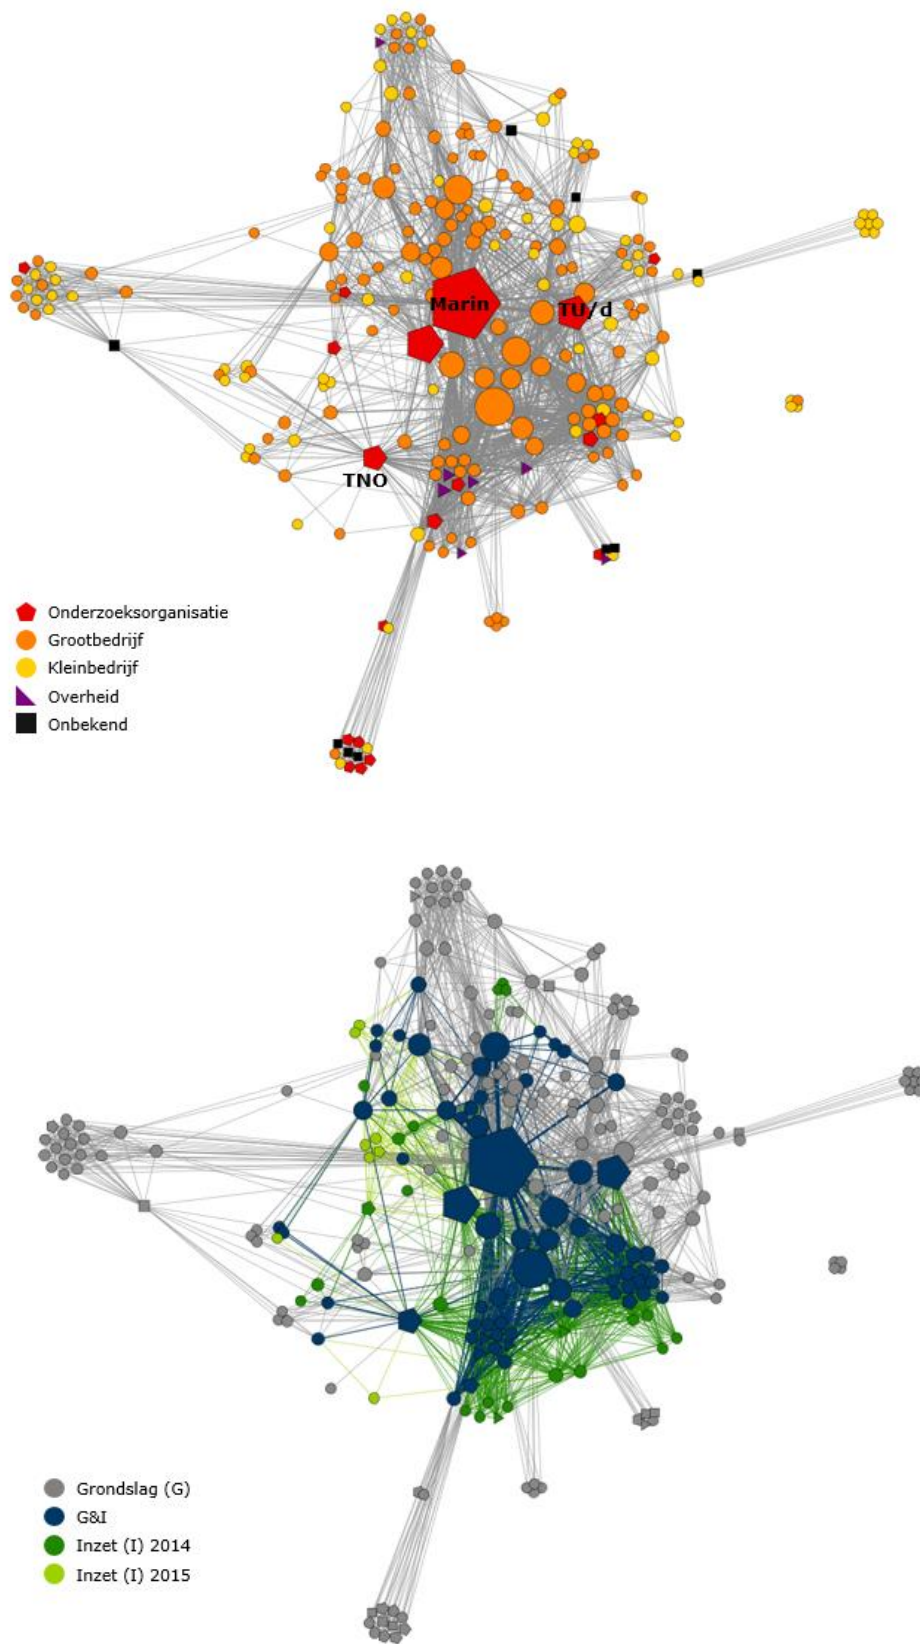 Marin
TU/d
TNO
Onderzoeksorganisatie
Grootbedrijf
Kleinbedrijf
Overheid
Onbekend
Grondslag (G)
G&I
Inzet (I) 2014
Inzet (I) 2015